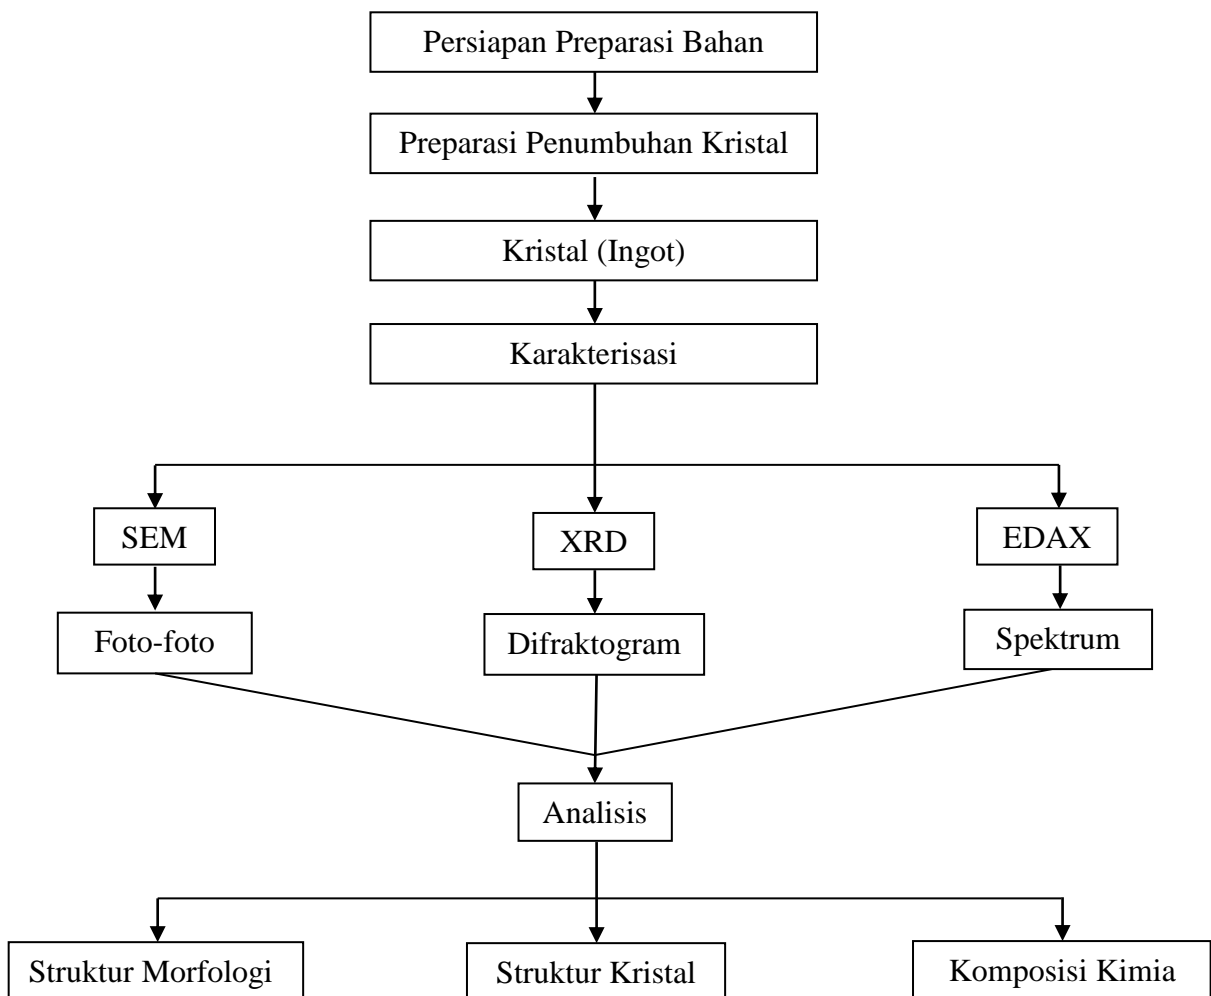 Persiapan Preparasi Bahan
Preparasi Penumbuhan Kristal
Kristal (Ingot)
Karakterisasi
SEM
XRD
EDAX
Foto-foto
Difraktogram
Spektrum
Analisis
Struktur Morfologi
Struktur Kristal
Komposisi Kimia